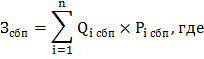 З_сбп = ∑_{i=1}^{n} Q_{i сбп} × P_{i сбп}, где